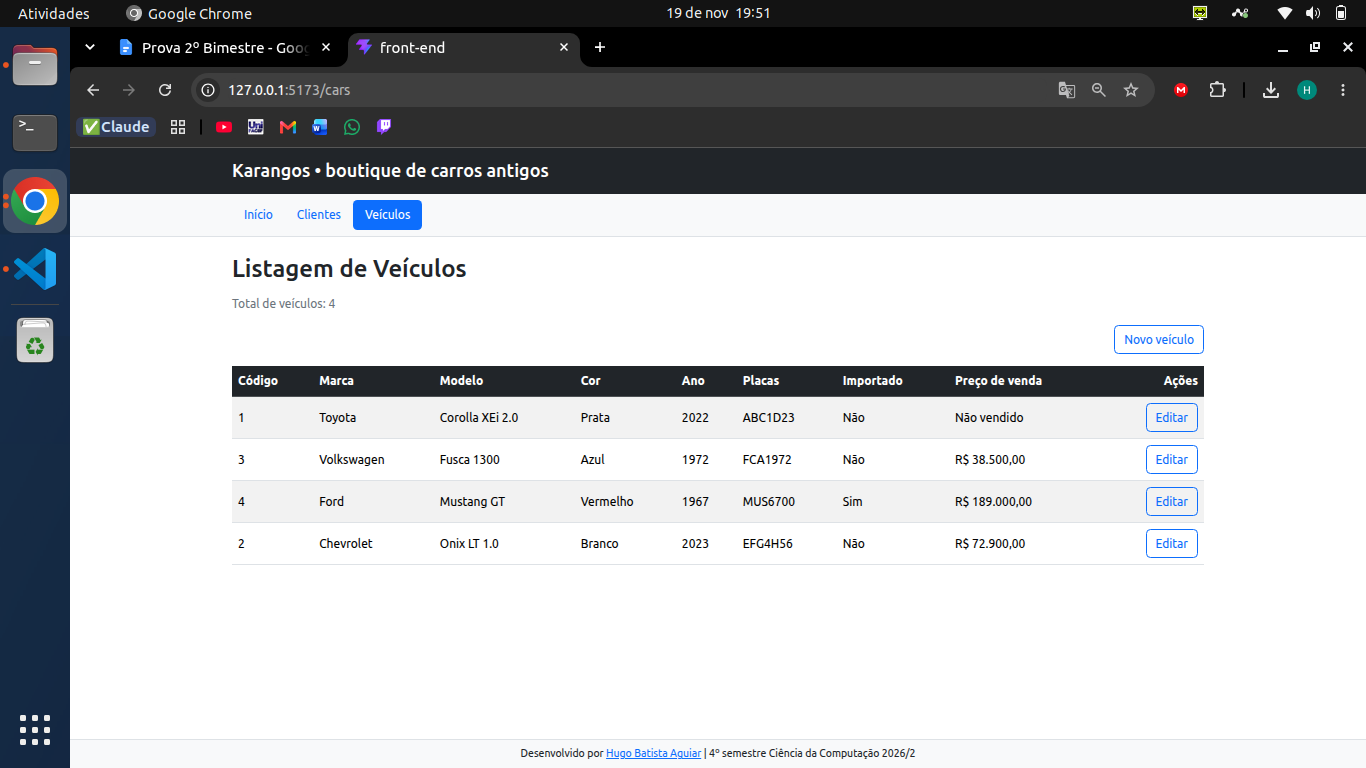 Atividades Google Chrome 19 de nov 19:51
Prova 2º Bimestre - Goo front-end
127.0.0.1:5173/cars
Claude
Karangos • boutique de carros antigos
Início Clientes Veículos
Listagem de Veículos
Total de veículos: 4
Novo veículo
Código Marca Modelo Cor Ano Placas Importado Preço de venda Ações
1 Toyota Corolla XEi 2.0 Prata 2022 ABC1D23 Não Não vendido Editar
3 Volkswagen Fusca 1300 Azul 1972 FCA1972 Não R$ 38.500,00 Editar
4 Ford Mustang GT Vermelho 1967 MUS6700 Sim R$ 189.000,00 Editar
2 Chevrolet Onix LT 1.0 Branco 2023 EFG4H56 Não R$ 72.900,00 Editar
Desenvolvido por Hugo Batista Aguiar | 4º semestre Ciência da Computação 2026/2